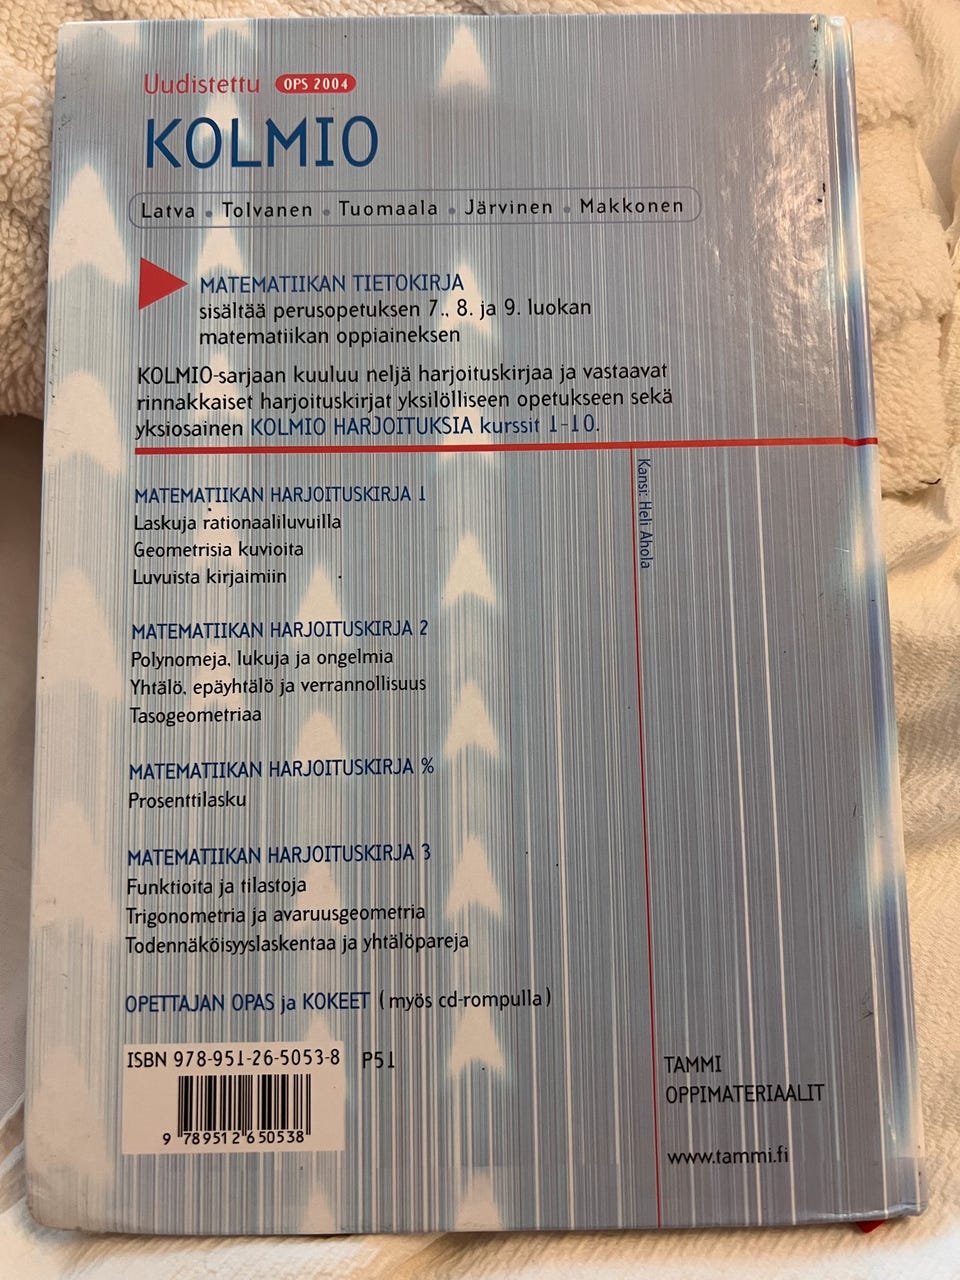 Uudistettu OPS 2004
KOLMIO
Latva • Tolvanen • Tuomaala • Järvinen • Makkonen
MATEMATIIKAN TIETOKIRJA
sisältää perusopetuksen 7., 8. ja 9. luokan
matematiikan oppiaineksen
KOLMIO-sarjaan kuuluu neljä harjoituskirjaa ja vastaavat
rinnakkaiset harjoituskirjat yksilölliseen opetukseen sekä
yksiosainen KOLMIO HARJOITUKSIA kurssit 1-10.
Kansi: Heli Ahola
MATEMATIIKAN HARJOITUSKIRJA 1
Laskuja rationaaliluvuilla
Geometrisia kuvioita
Luvuista kirjaimiin
MATEMATIIKAN HARJOITUSKIRJA 2
Polynomeja, lukuja ja ongelmia
Yhtälö, epäyhtälö ja verrannollisuus
Tasogeometriaa
MATEMATIIKAN HARJOITUSKIRJA %
Prosenttilasku
MATEMATIIKAN HARJOITUSKIRJA 3
Funktioita ja tilastoja
Trigonometria ja avaruusgeometria
Todennäköisyyslaskentaa ja yhtälöpareja
OPETTAJAN OPAS ja KOKEET (myös cd-rompulla)
ISBN 978-951-26-5053-8 P51
9 789512 650538
TAMMI
OPPIMATERIAALIT
www.tammi.fi